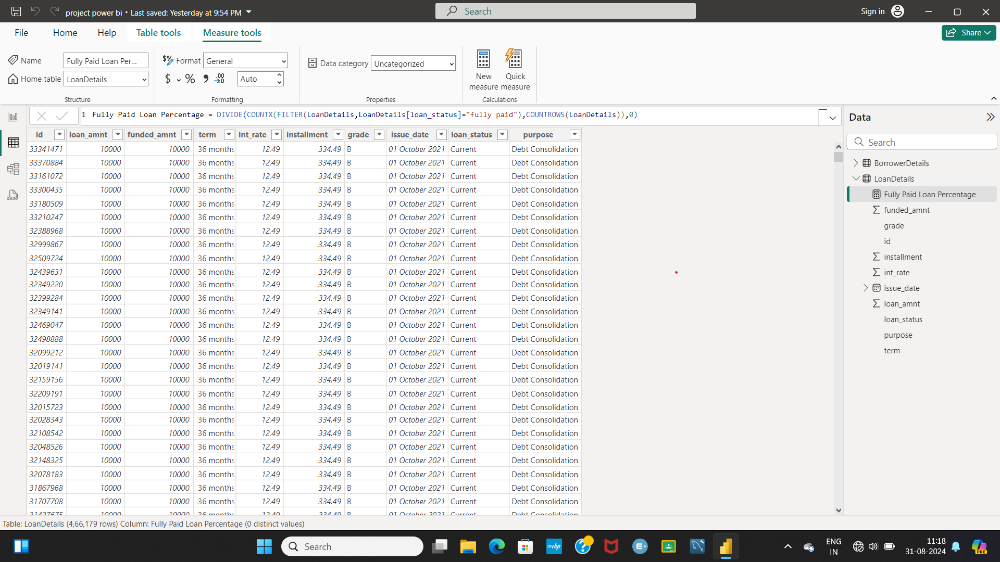 project power bi • Last saved: Yesterday at 9:54 PM
Search
Sign in
File Home Help Table tools Measure tools
Share
Name Fully Paid Loan Per...
Home table LoanDetails
Structure
$% Format General
$ % , .00 Auto
Formatting
Data category Uncategorized
Properties
New measure
Quick measure
Calculations
1 Fully Paid Loan Percentage = DIVIDE(COUNTX(FILTER(LoanDetails,LoanDetails[loan_status]="fully paid"),COUNTROWS(LoanDetails)),0)
id loan_amnt funded_amnt term int_rate installment grade issue_date loan_status purpose
33341471 10000 10000 36 months 12.49 334.49 B 01 October 2021 Current Debt Consolidation
33370884 10000 10000 36 months 12.49 334.49 B 01 October 2021 Current Debt Consolidation
33161072 10000 10000 36 months 12.49 334.49 B 01 October 2021 Current Debt Consolidation
33300435 10000 10000 36 months 12.49 334.49 B 01 October 2021 Current Debt Consolidation
33180509 10000 10000 36 months 12.49 334.49 B 01 October 2021 Current Debt Consolidation
33210247 10000 10000 36 months 12.49 334.49 B 01 October 2021 Current Debt Consolidation
32388968 10000 10000 36 months 12.49 334.49 B 01 October 2021 Current Debt Consolidation
32999867 10000 10000 36 months 12.49 334.49 B 01 October 2021 Current Debt Consolidation
32509724 10000 10000 36 months 12.49 334.49 B 01 October 2021 Current Debt Consolidation
32439631 10000 10000 36 months 12.49 334.49 B 01 October 2021 Current Debt Consolidation
32349220 10000 10000 36 months 12.49 334.49 B 01 October 2021 Current Debt Consolidation
32399284 10000 10000 36 months 12.49 334.49 B 01 October 2021 Current Debt Consolidation
32349141 10000 10000 36 months 12.49 334.49 B 01 October 2021 Current Debt Consolidation
32469047 10000 10000 36 months 12.49 334.49 B 01 October 2021 Current Debt Consolidation
32498888 10000 10000 36 months 12.49 334.49 B 01 October 2021 Current Debt Consolidation
32099212 10000 10000 36 months 12.49 334.49 B 01 October 2021 Current Debt Consolidation
32019141 10000 10000 36 months 12.49 334.49 B 01 October 2021 Current Debt Consolidation
32159156 10000 10000 36 months 12.49 334.49 B 01 October 2021 Current Debt Consolidation
32209191 10000 10000 36 months 12.49 334.49 B 01 October 2021 Current Debt Consolidation
32015723 10000 10000 36 months 12.49 334.49 B 01 October 2021 Current Debt Consolidation
32028343 10000 10000 36 months 12.49 334.49 B 01 October 2021 Current Debt Consolidation
32108542 10000 10000 36 months 12.49 334.49 B 01 October 2021 Current Debt Consolidation
32048526 10000 10000 36 months 12.49 334.49 B 01 October 2021 Current Debt Consolidation
32148325 10000 10000 36 months 12.49 334.49 B 01 October 2021 Current Debt Consolidation
32078183 10000 10000 36 months 12.49 334.49 B 01 October 2021 Current Debt Consolidation
31867968 10000 10000 36 months 12.49 334.49 B 01 October 2021 Current Debt Consolidation
31707708 10000 10000 36 months 12.49 334.49 B 01 October 2021 Current Debt Consolidation
31427675 10000 10000 36 months 12.49 334.49 B 01 October 2021 Current Debt Consolidation
Data
Search
BorrowerDetails
LoanDetails
Fully Paid Loan Percentage
funded_amnt
grade
id
installment
int_rate
issue_date
loan_amnt
loan_status
purpose
term
DAX
Table: LoanDetails (4,66,179 rows) Column: Fully Paid Loan Percentage (0 distinct values)
Search
myhp
ENG
IN
11:18
31-08-2024
PRE